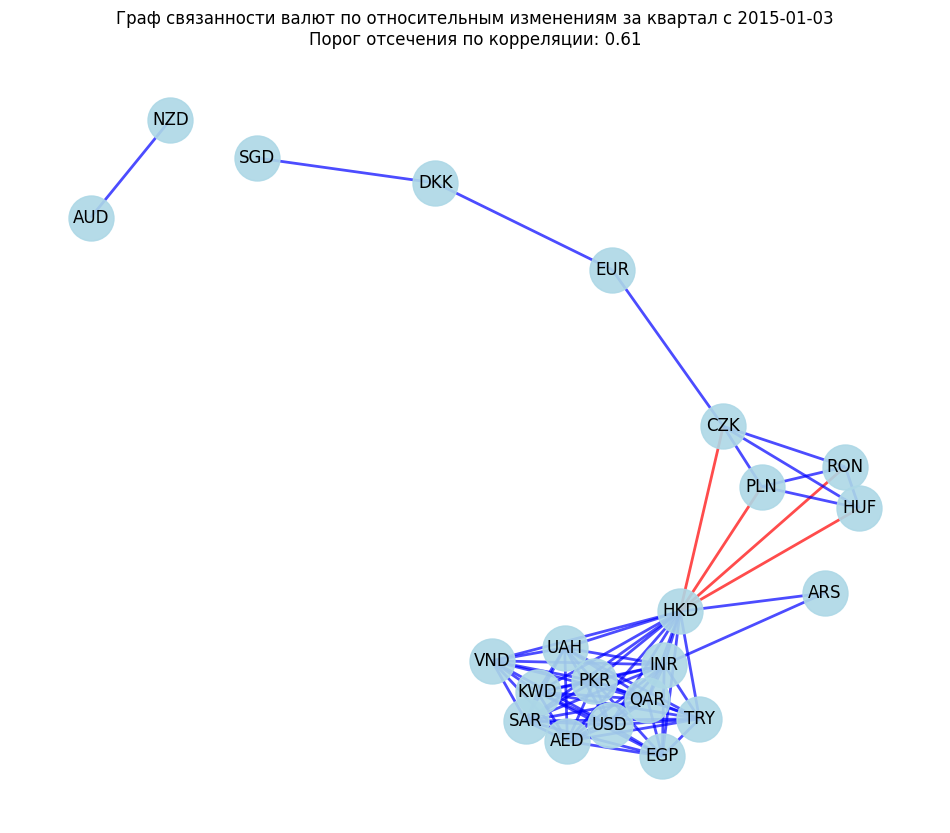 Граф связанности валют по относительным изменениям за квартал с 2015-01-03
Порог отсечения по корреляции: 0.61
NZD
SGD
DKK
AUD
EUR
CZK
RON
PLN
HUF
ARS
HKD
UAH
VND
INR
PKR
KWD
QAR
SAR
USD
TRY
AED
EGP